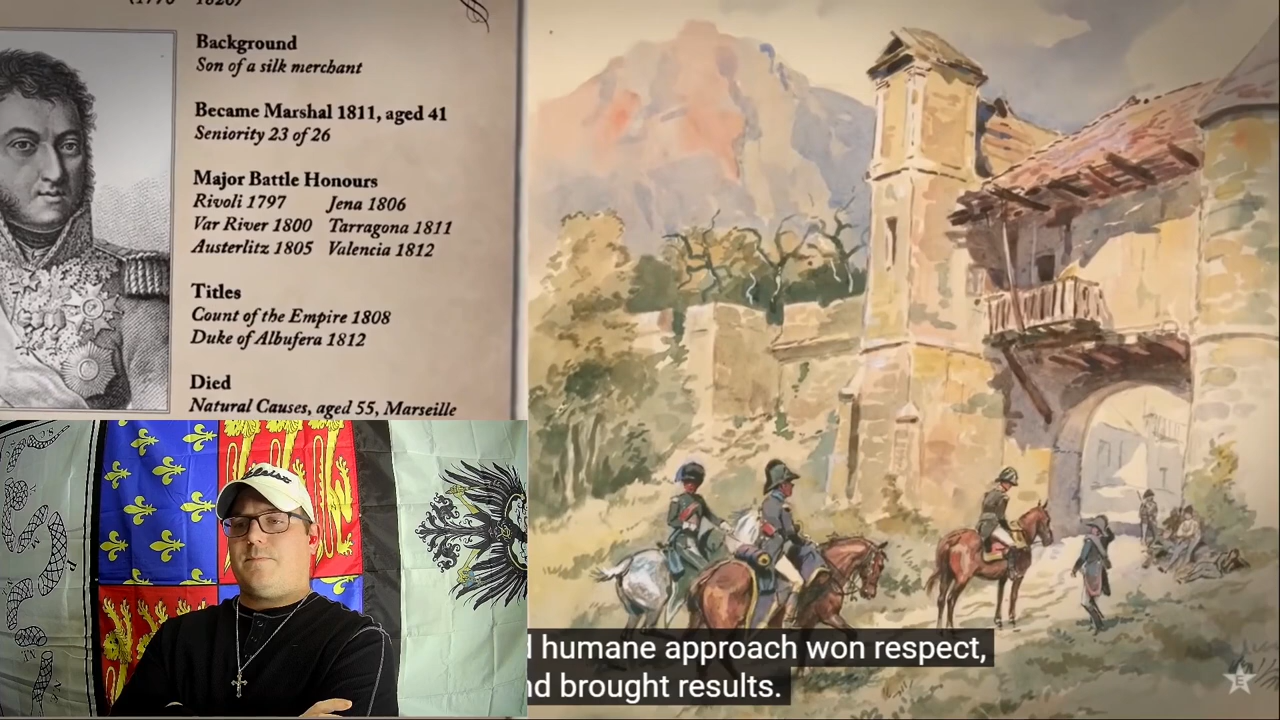 (1770 - 1826)
Background
Son of a silk merchant
Became Marshal 1811, aged 41
Seniority 23 of 26
Major Battle Honours
Rivoli 1797 Jena 1806
Var River 1800 Tarragona 1811
Austerlitz 1805 Valencia 1812
Titles
Count of the Empire 1808
Duke of Albufera 1812
Died
Natural Causes, aged 55, Marseille
humane approach won respect,
brought results.
E